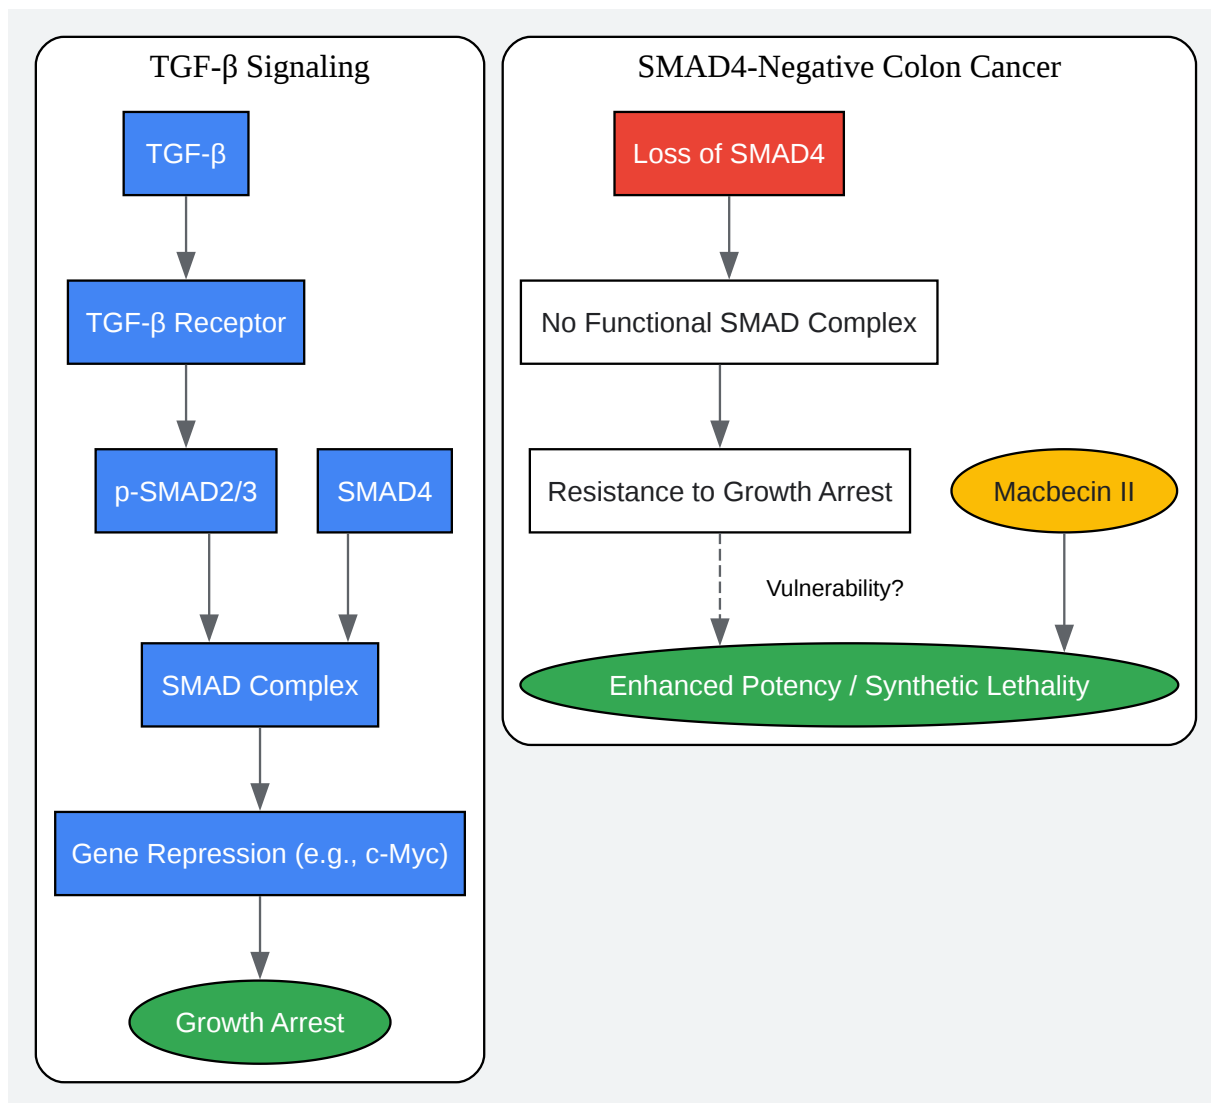 TGF-β Signaling
TGF-β
TGF-β Receptor
p-SMAD2/3
SMAD4
SMAD Complex
Gene Repression (e.g., c-Myc)
Growth Arrest
SMAD4-Negative Colon Cancer
Loss of SMAD4
No Functional SMAD Complex
Resistance to Growth Arrest
Macbecin II
Vulnerability?
Enhanced Potency / Synthetic Lethality